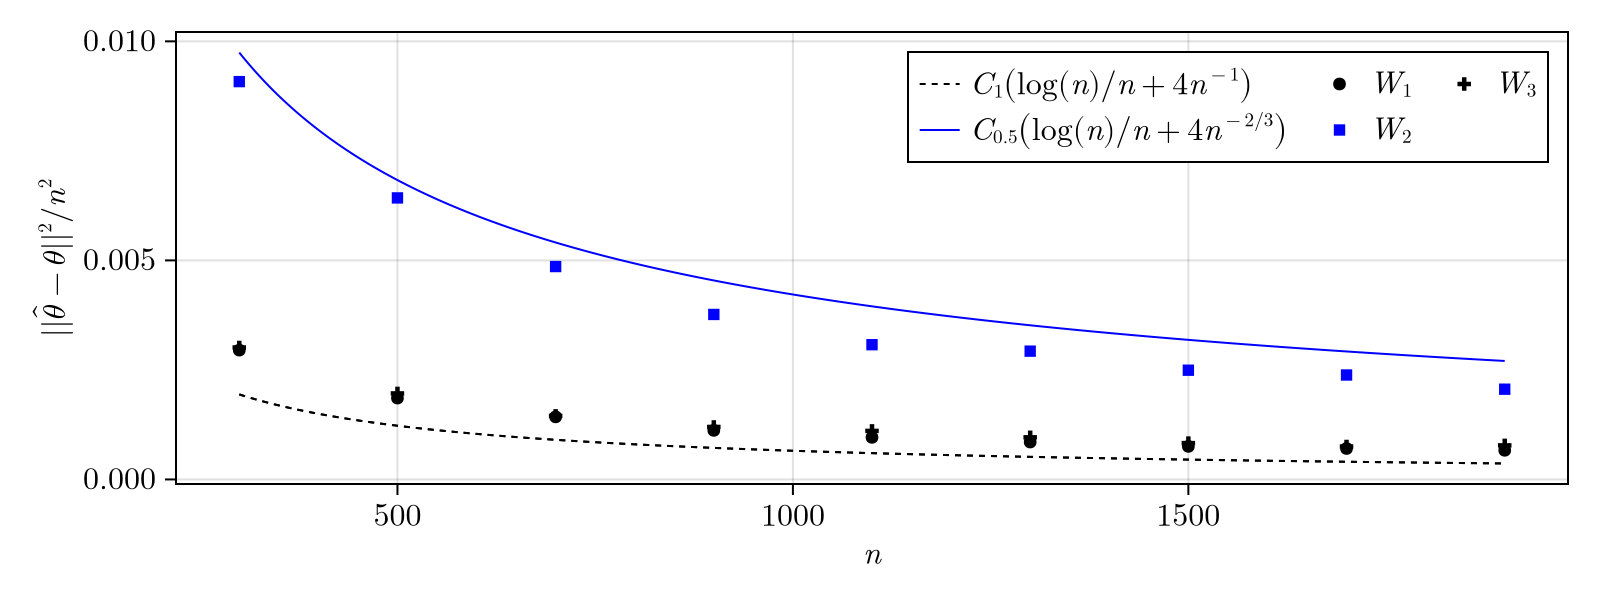 0.010
0.005
0.000
||θ̂ − θ||²/n²
500
1000
1500
n
C₁(log(n)/n + 4n⁻¹)
C₀.₅(log(n)/n + 4n⁻²/³)
W₁
W₂
W₃